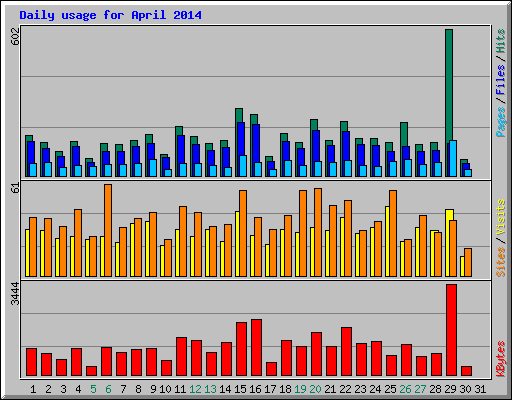 Daily usage for April 2014
602
Pages / Files / Hits
61
Sites / Visits
3444
KBytes
1 2 3 4 5 6 7 8 9 10 11 12 13 14 15 16 17 18 19 20 21 22 23 24 25 26 27 28 29 30 31